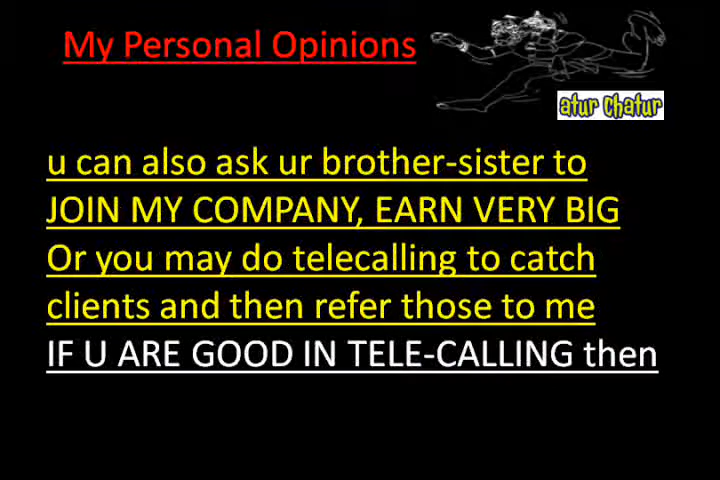 My Personal Opinions
atur Chatur
u can also ask ur brother-sister to
JOIN MY COMPANY, EARN VERY BIG
Or you may do telecalling to catch
clients and then refer those to me
IF U ARE GOOD IN TELE-CALLING then